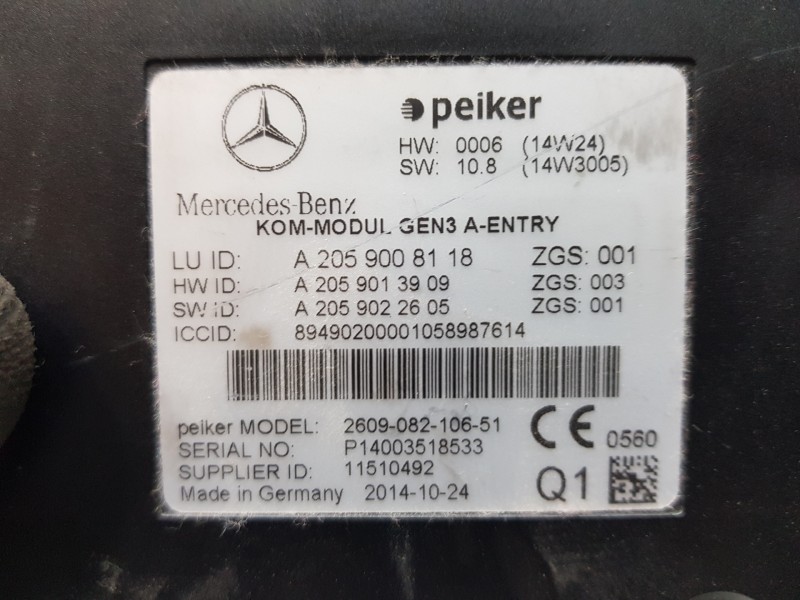 peiker
HW: 0006 (14W24)
SW: 10.8 (14W3005)
Mercedes-Benz
KOM-MODUL GEN3 A-ENTRY
LU ID: A 205 900 81 18 ZGS: 001
HW ID: A 205 901 39 09 ZGS: 003
SW ID: A 205 902 26 05 ZGS: 001
ICCID: 89490200001058987614
peiker MODEL: 2609-082-106-51
SERIAL NO: P14003518533
SUPPLIER ID: 11510492
Made in Germany 2014-10-24
CE 0560
Q1